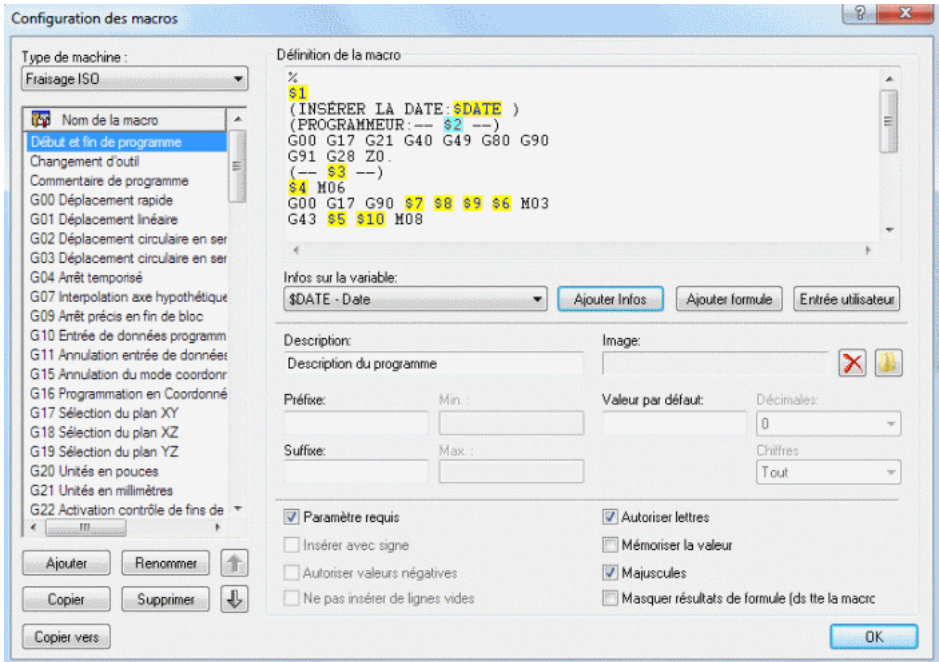 Configuration des macros
Type de machine :
Fraisage ISO
Nom de la macro
Début et fin de programme
Changement d'outil
Commentaire de programme
G00 Déplacement rapide
G01 Déplacement linéaire
G02 Déplacement circulaire en ser
G03 Déplacement circulaire en ser
G04 Arrêt temporisé
G07 Interpolation axe hypothétique
G09 Arrêt précis en fin de bloc
G10 Entrée de données programm
G11 Annulation entrée de données
G15 Annulation du mode coordonr
G16 Programmation en Coordonné
G17 Sélection du plan XY
G18 Sélection du plan XZ
G19 Sélection du plan YZ
G20 Unités en pouces
G21 Unités en millimètres
G22 Activation contrôle de fins de
Ajouter
Renommer
Copier
Supprimer
Copier vers
Définition de la macro
%
$1
(INSÉRER LA DATE:$DATE )
(PROGRAMMEUR:-- $2 --)
G00 G17 G21 G40 G49 G80 G90
G91 G28 Z0.
(-- $3 --)
$4 M06
G00 G17 G90 $7 $8 $9 $6 M03
G43 $5 $10 M08
Infos sur la variable:
$DATE - Date
Ajouter Infos
Ajouter formule
Entrée utilisateur
Description:
Description du programme
Image:
Préfixe:
Min. :
Valeur par défaut:
Décimales:
0
Suffixe:
Max. :
Chiffres
Tout
Paramètre requis
Autoriser lettres
Insérer avec signe
Mémoriser la valeur
Autoriser valeurs négatives
Majuscules
Ne pas insérer de lignes vides
Masquer résultats de formule (ds tte la macrc
OK